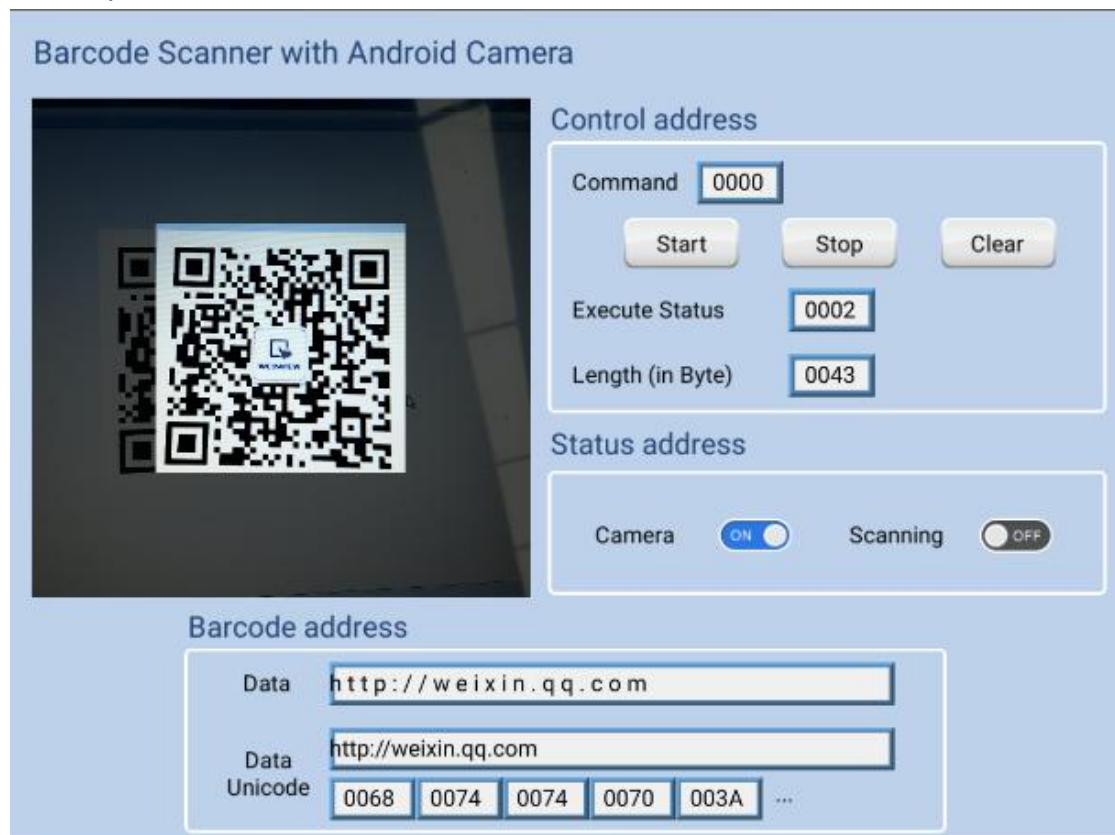 Barcode Scanner with Android Camera
Control address
Command 0000
Start Stop Clear
Execute Status 0002
Length (in Byte) 0043
Status address
Camera ON Scanning OFF
Barcode address
Data http://weixin.qq.com
Data Unicode http://weixin.qq.com
0068 0074 0074 0070 003A ...